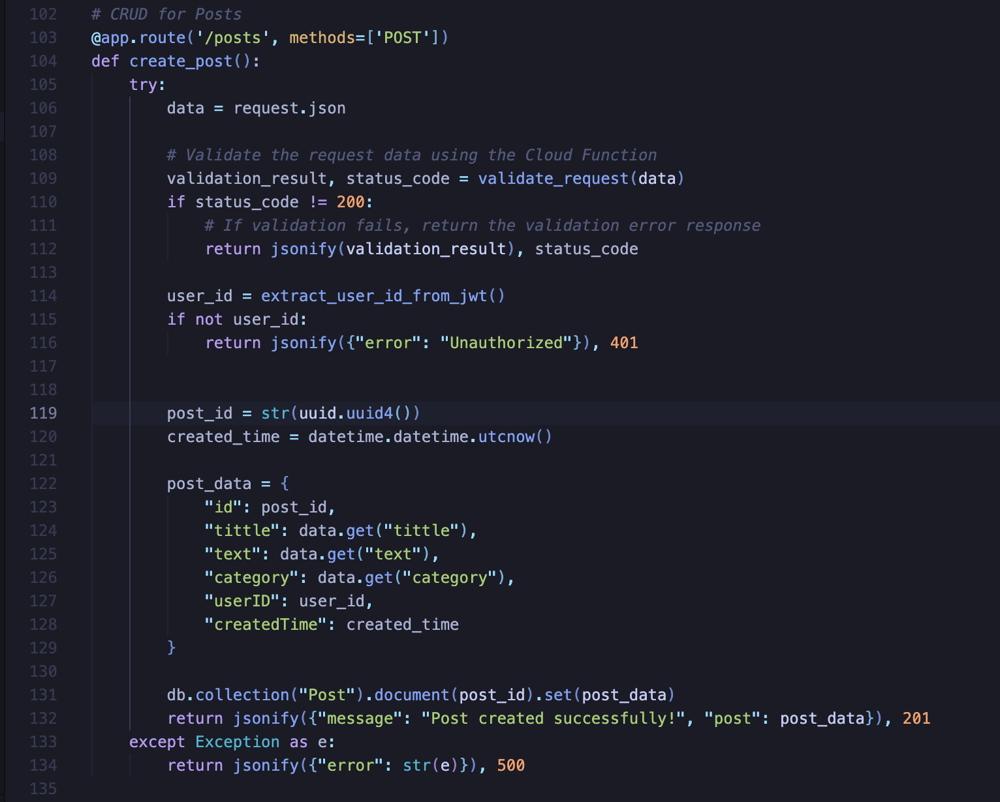 102 # CRUD for Posts
103 @app.route('/posts', methods=['POST'])
104 def create_post():
105     try:
106         data = request.json
107
108         # Validate the request data using the Cloud Function
109         validation_result, status_code = validate_request(data)
110         if status_code != 200:
111             # If validation fails, return the validation error response
112             return jsonify(validation_result), status_code
113
114         user_id = extract_user_id_from_jwt()
115         if not user_id:
116             return jsonify({"error": "Unauthorized"}), 401
117
118
119         post_id = str(uuid.uuid4())
120         created_time = datetime.datetime.utcnow()
121
122         post_data = {
123             "id": post_id,
124             "tittle": data.get("tittle"),
125             "text": data.get("text"),
126             "category": data.get("category"),
127             "userID": user_id,
128             "createdTime": created_time
129         }
130
131         db.collection("Post").document(post_id).set(post_data)
132         return jsonify({"message": "Post created successfully!", "post": post_data}), 201
133     except Exception as e:
134         return jsonify({"error": str(e)}), 500
135